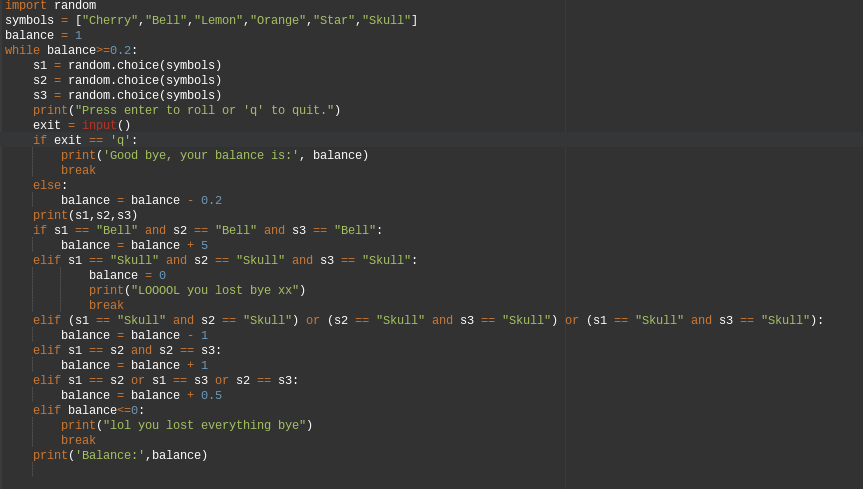 import random
symbols = ["Cherry","Bell","Lemon","Orange","Star","Skull"]
balance = 1
while balance>=0.2:
    s1 = random.choice(symbols)
    s2 = random.choice(symbols)
    s3 = random.choice(symbols)
    print("Press enter to roll or 'q' to quit.")
    exit = input()
    if exit == 'q':
        print('Good bye, your balance is:', balance)
        break
    else:
        balance = balance - 0.2
    print(s1,s2,s3)
    if s1 == "Bell" and s2 == "Bell" and s3 == "Bell":
        balance = balance + 5
    elif s1 == "Skull" and s2 == "Skull" and s3 == "Skull":
            balance = 0
            print("LOOOOL you lost bye xx")
            break
    elif (s1 == "Skull" and s2 == "Skull") or (s2 == "Skull" and s3 == "Skull") or (s1 == "Skull" and s3 == "Skull"):
        balance = balance - 1
    elif s1 == s2 and s2 == s3:
        balance = balance + 1
    elif s1 == s2 or s1 == s3 or s2 == s3:
        balance = balance + 0.5
    elif balance<=0:
        print("lol you lost everything bye")
        break
    print('Balance:',balance)